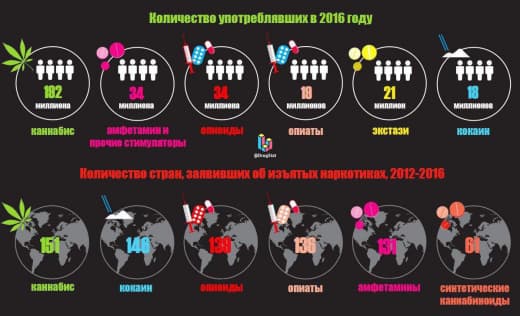 Количество употреблявших в 2016 году
192 34 34 19 21 18
миллиона миллиона миллиона миллионов миллион миллионов
каннабис амфетамин и прочие стимуляторы опиоиды опиаты экстази кокаин
@DrugStat
Количество стран, заявивших об изъятых наркотиках, 2012-2016
151 146 139 136 131 61
каннабис кокаин опиоиды опиаты амфетамины синтетические каннабиноиды